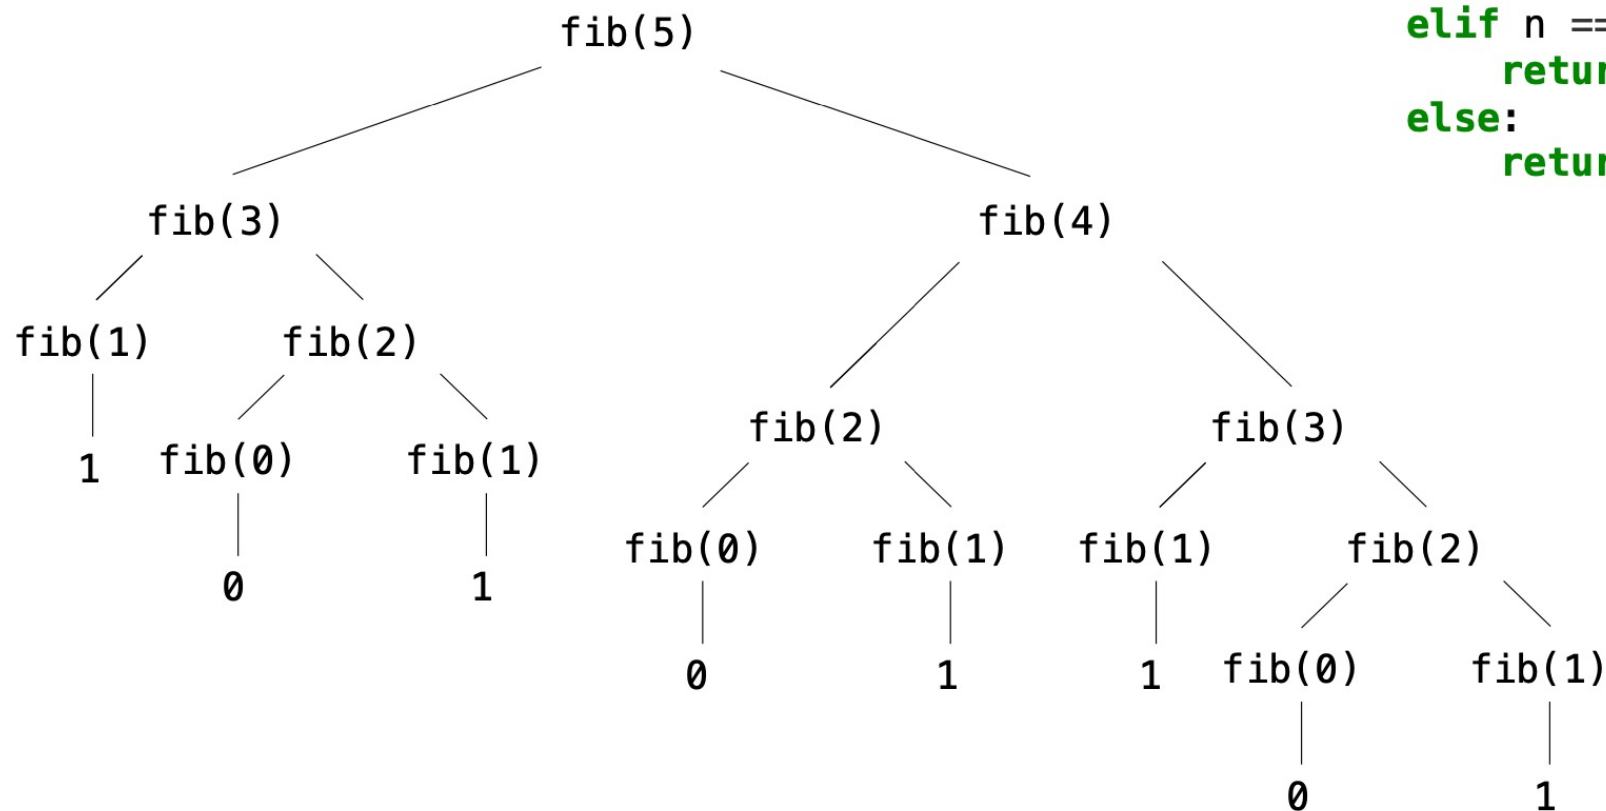 fib(5)
elif n ==
retur
else:
retur
fib(3) fib(4)
fib(1) fib(2)
fib(2) fib(3)
1 fib(0) fib(1)
fib(0) fib(1) fib(1) fib(2)
0 1
0 1 1 fib(0) fib(1)
0 1